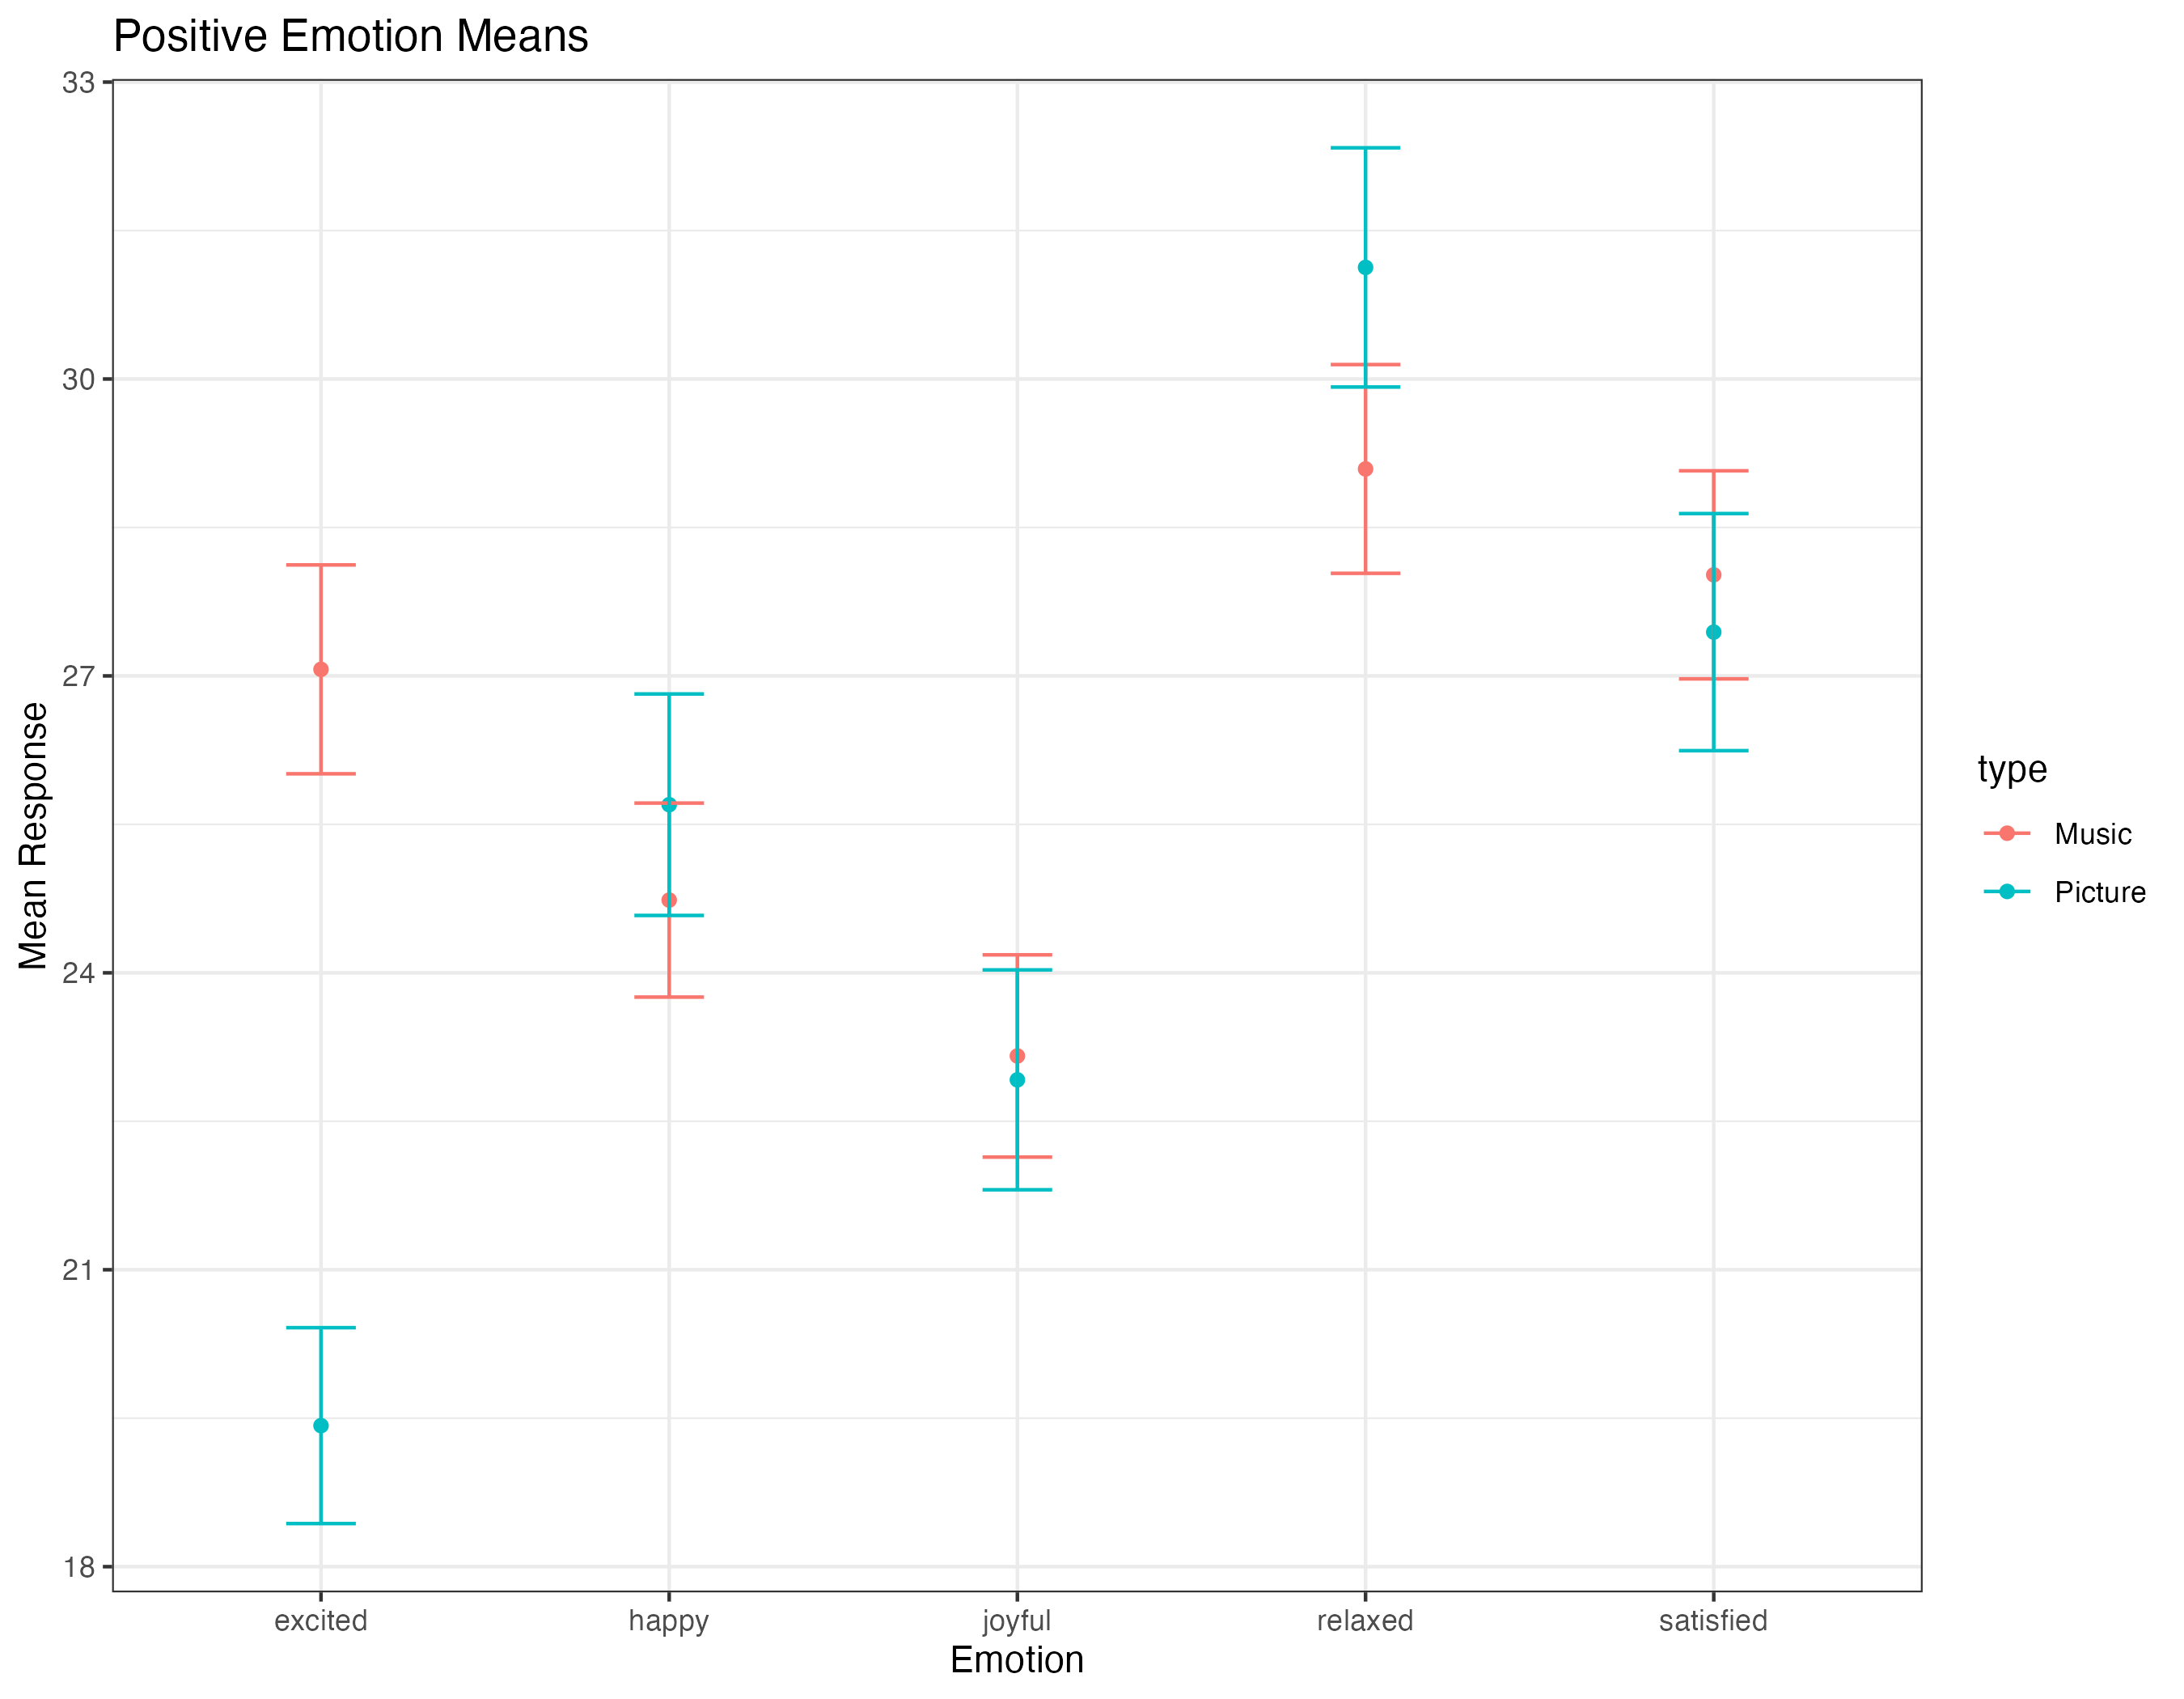 Positive Emotion Means
33
30
27
24
21
18
Mean Response
excited happy joyful relaxed satisfied
Emotion
type
Music
Picture